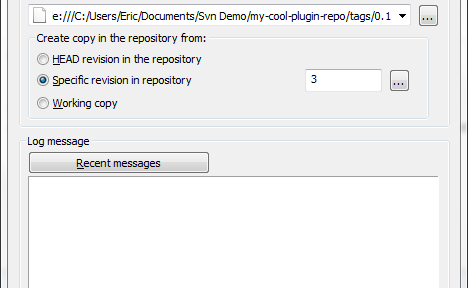 e:///C:/Users/Eric/Documents/Svn Demo/my-cool-plugin-repo/tags/0.1
...
Create copy in the repository from:
HEAD revision in the repository
Specific revision in repository
3
...
Working copy
Log message
Recent messages